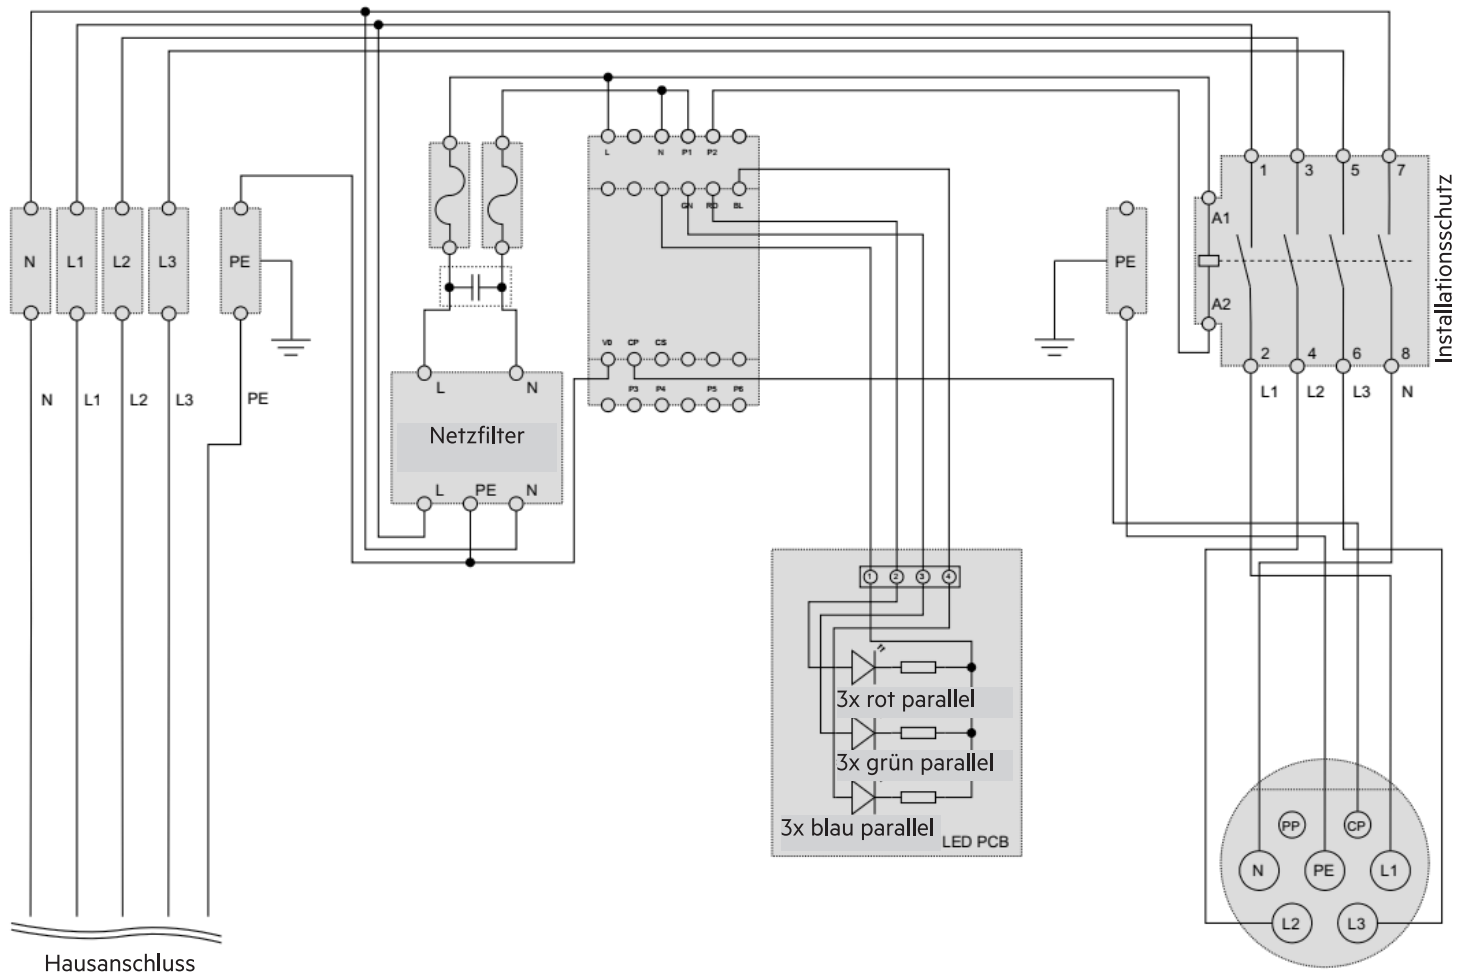 L N P1 P2
GN RD BL
1 3 5 7
A1
N L1 L2 L3 PE
PE
A2
Installationsschutz
V0 CP CS
P3 P4 P5 P6
2 4 6 8
L1 L2 L3 N
L N
N L1 L2 L3 PE
Netzfilter
L PE N
1 2 3 4
3x rot parallel
3x grün parallel
3x blau parallel
LED PCB
PP CP
N PE L1
L2 L3
Hausanschluss